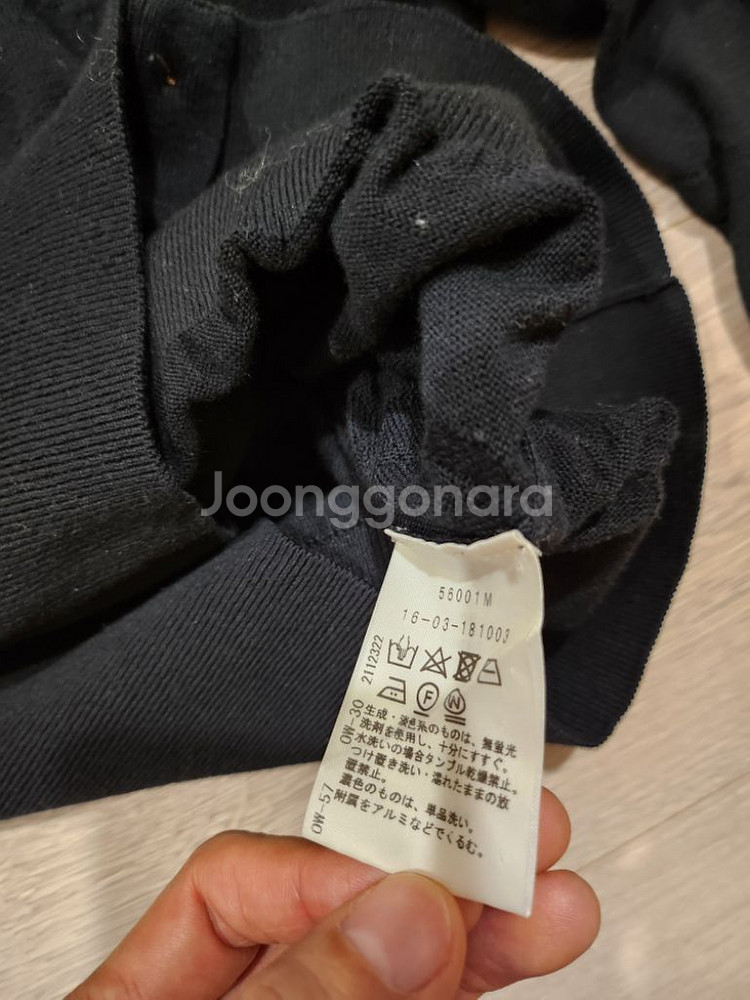 Joonggonara
56001M
16-03-181003
2112322
F W
OW-30
生成・淡色系のものは、無蛍光
洗剤を使用し、十分にすすぐ。
水洗いの場合タンブル乾燥禁止。
つけ置き洗い・濡れたままの放
置禁止。
濃色のものは、単品洗い。
附属をアルミなどでくるむ。
OW-57